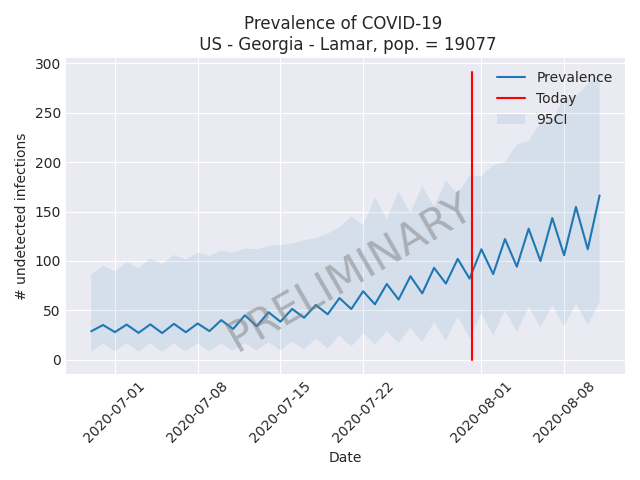 Prevalence of COVID-19
US - Georgia - Lamar, pop. = 19077
# undetected infections
300
250
200
150
100
50
0
Prevalence
Today
95CI
PRELIMINARY
2020-07-01
2020-07-08
2020-07-15
2020-07-22
2020-08-01
2020-08-08
Date